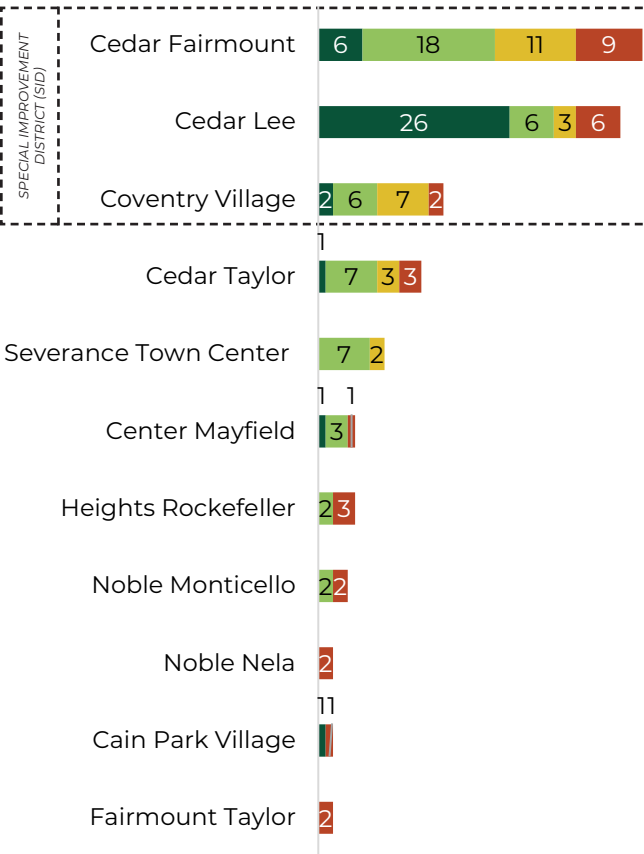 SPECIAL IMPROVEMENT
DISTRICT (SID)
Cedar Fairmount 6 18 11 9
Cedar Lee 26 6 3 6
Coventry Village 2 6 7 2
1
Cedar Taylor 7 3 3
Severance Town Center 7 2
1 1
Center Mayfield 3
Heights Rockefeller 2 3
Noble Monticello 2 2
Noble Nela 2
1 1
Cain Park Village
Fairmount Taylor 2